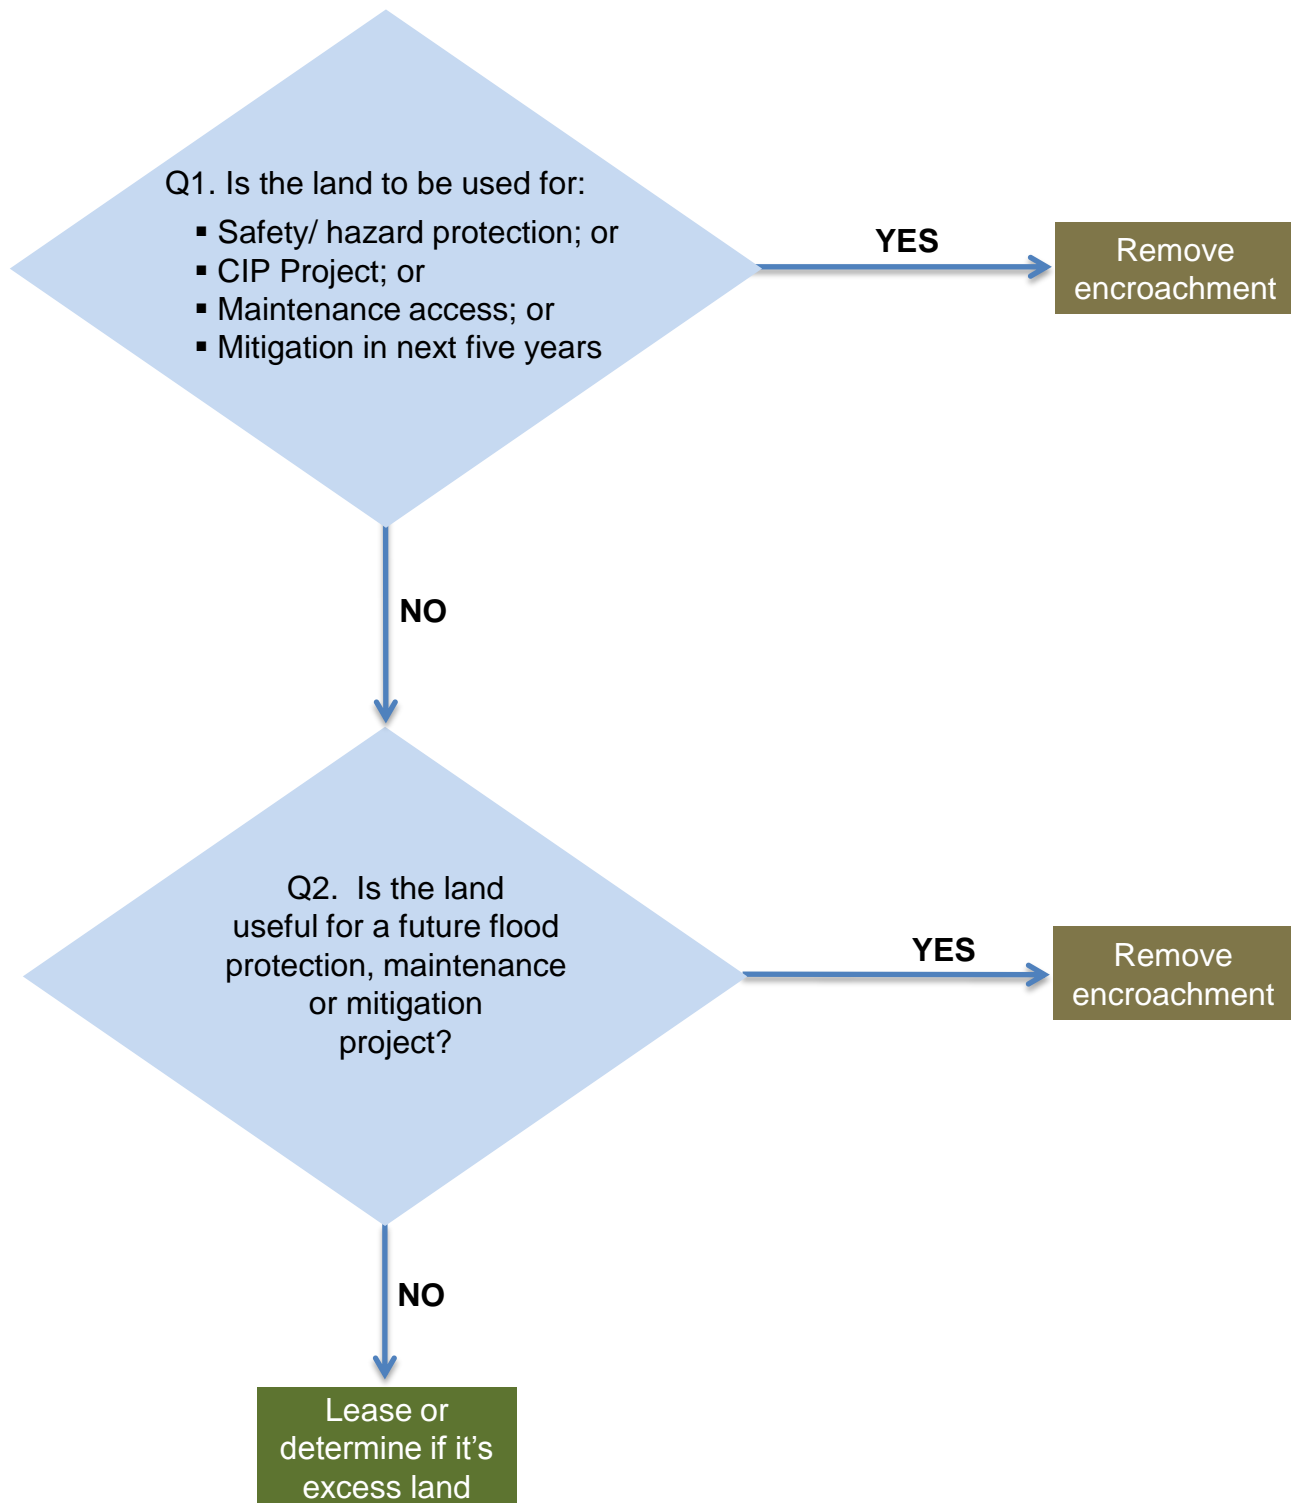 Q1. Is the land to be used for:
▪ Safety/ hazard protection; or
▪ CIP Project; or
▪ Maintenance access; or
▪ Mitigation in next five years
YES
Remove
encroachment
NO
Q2.  Is the land
useful for a future flood
protection, maintenance
or mitigation
project?
YES
Remove
encroachment
NO
Lease or
determine if it’s
excess land